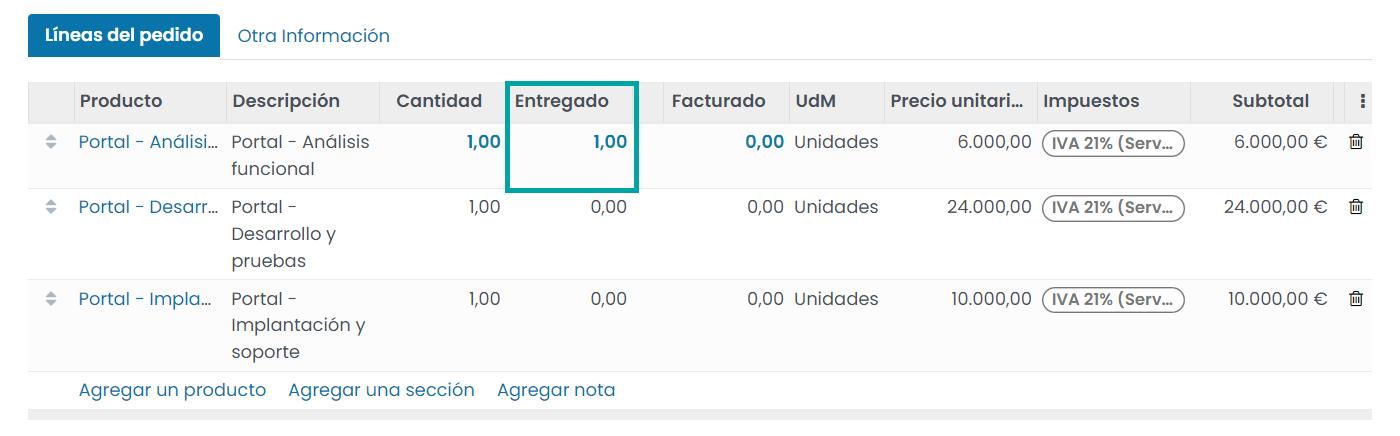 Líneas del pedido Otra Información
Producto Descripción Cantidad Entregado Facturado UdM Precio unitari... Impuestos Subtotal
Portal - Análisi... Portal - Análisis 1,00 1,00 0,00 Unidades 6.000,00 IVA 21% (Serv... 6.000,00 €
funcional
Portal - Desarr... Portal - 1,00 0,00 0,00 Unidades 24.000,00 IVA 21% (Serv... 24.000,00 €
Desarrollo y
pruebas
Portal - Impla... Portal - 1,00 0,00 0,00 Unidades 10.000,00 IVA 21% (Serv... 10.000,00 €
Implantación y
soporte
Agregar un producto Agregar una sección Agregar nota